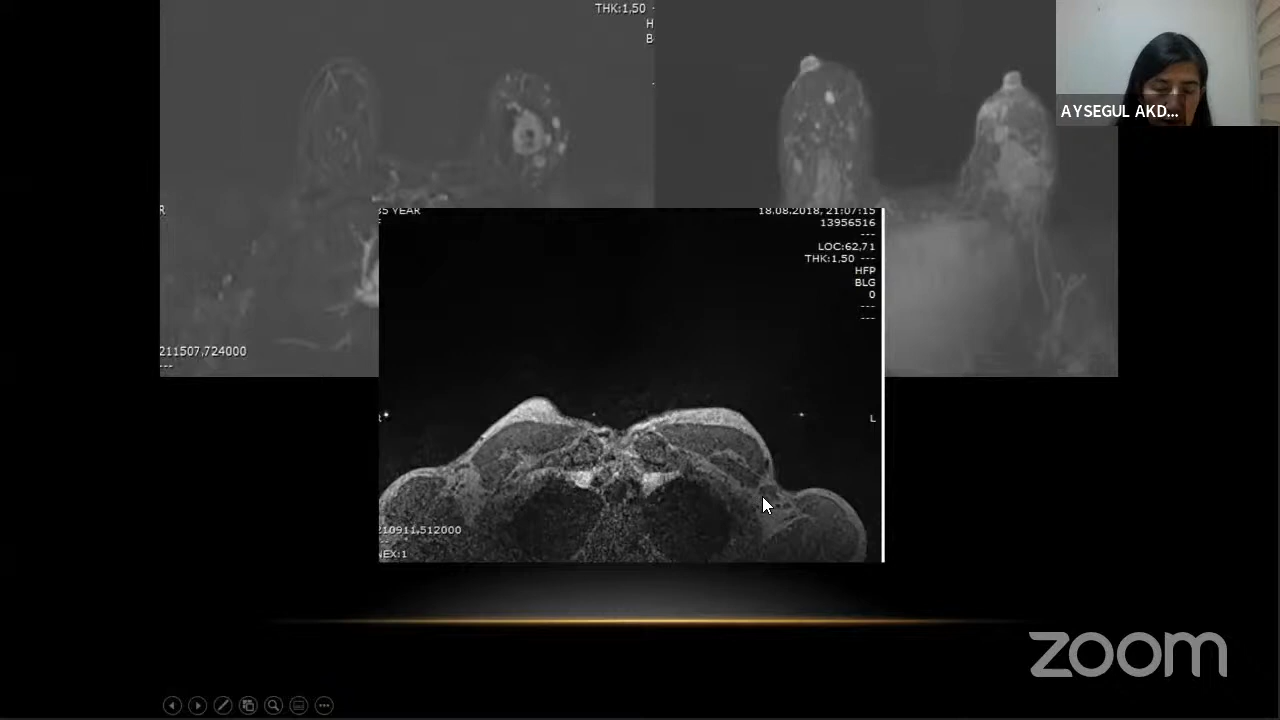 THK:1,50
H
B
AYSEGUL AKD...
R
35 YEAR
F
18.08.2018, 21:07:15
13956516
---
LOC:62,71
THK:1,50 ---
HFP
BLG
0
---
---
211507,724000
---
L
210911,512000
--
NEX:1
zoom